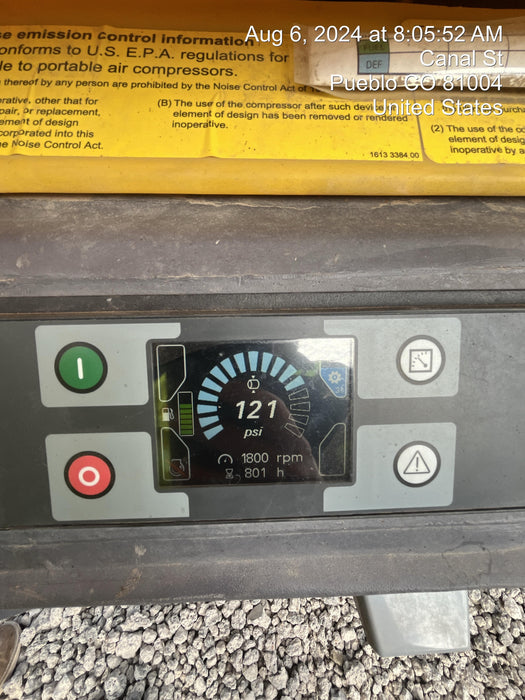 Aug 6, 2024 at 8:05:52 AM
Canal St
Pueblo CO 81004
United States
se emission control information
onforms to U.S. E.P.A. regulations for
le to portable air compressors.
thereof by any person are prohibited by the Noise Control Act of
FUEL
DEF
erative, other that for
pair, or replacement,
ement of design
corporated into this
e Noise Control Act.
(B) The use of the compressor after such
element of design has been removed or rendered
inoperative.
1613 3384 00
(2) The use of the co
element of desig
inoperative by a
121
psi
1800 rpm
801 h